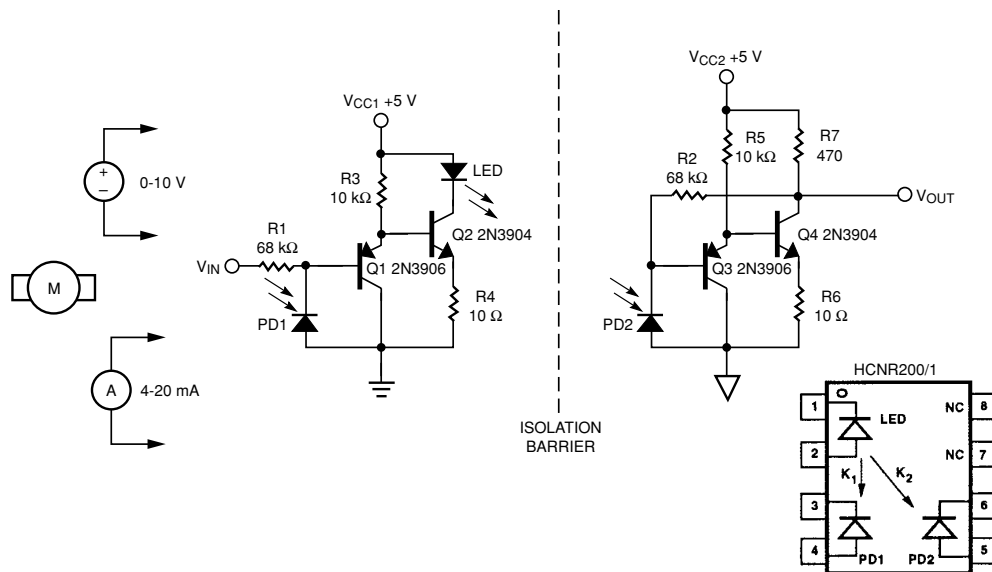 VCC1 +5 V
VCC2 +5 V
+
–
0-10 V
R3
10 kΩ
LED
R1
68 kΩ
VIN
Q1 2N3906
Q2 2N3904
PD1
R4
10 Ω
M
A
4-20 mA
ISOLATION
BARRIER
R5
10 kΩ
R7
470
R2
68 kΩ
VOUT
Q4 2N3904
Q3 2N3906
PD2
R6
10 Ω
HCNR200/1
1
LED
NC
8
2
NC
7
K1
K2
3
6
4
PD1
PD2
5